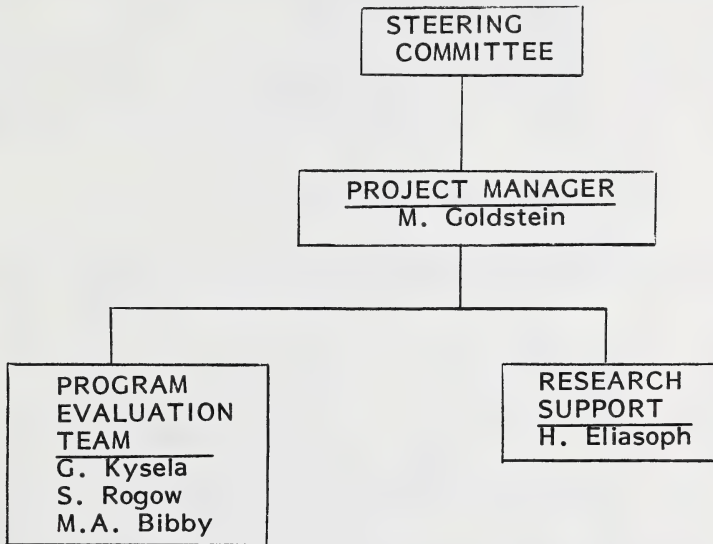 STEERING
COMMITTEE
PROJECT MANAGER
M. Goldstein
PROGRAM
EVALUATION
TEAM
G. Kysela
S. Rogow
M.A. Bibby
RESEARCH
SUPPORT
H. Eliasoph